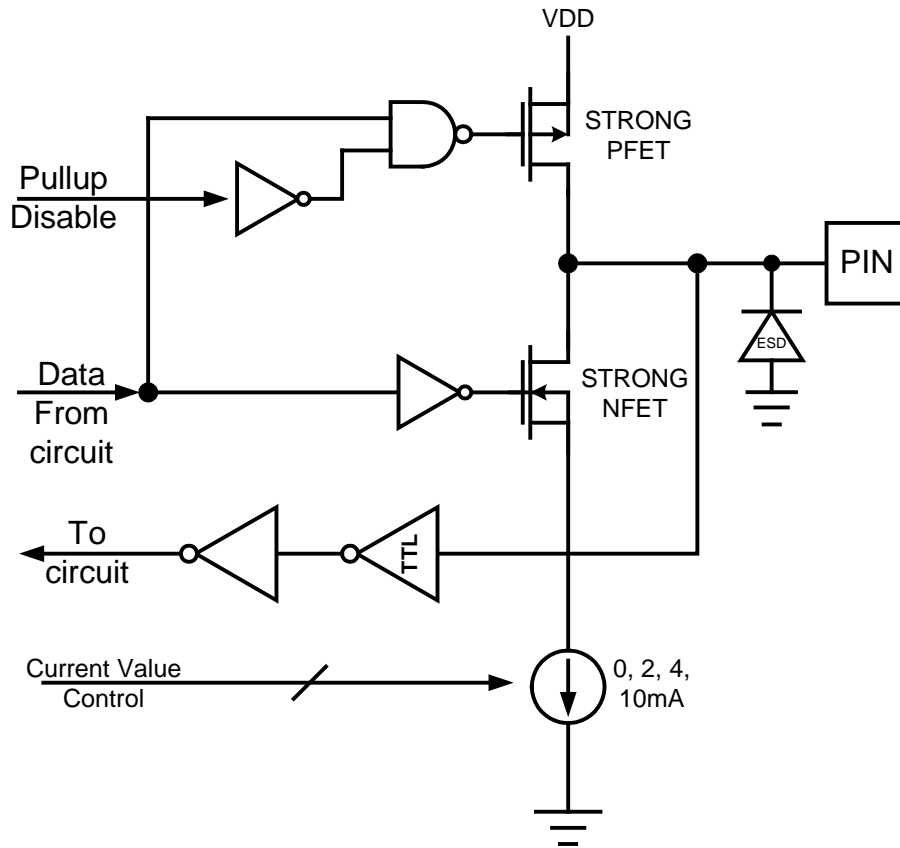 VDD
STRONG
PFET
Pullup
Disable
PIN
ESD
Data
From
circuit
STRONG
NFET
To
circuit
TTL
Current Value
Control
0, 2, 4,
10mA